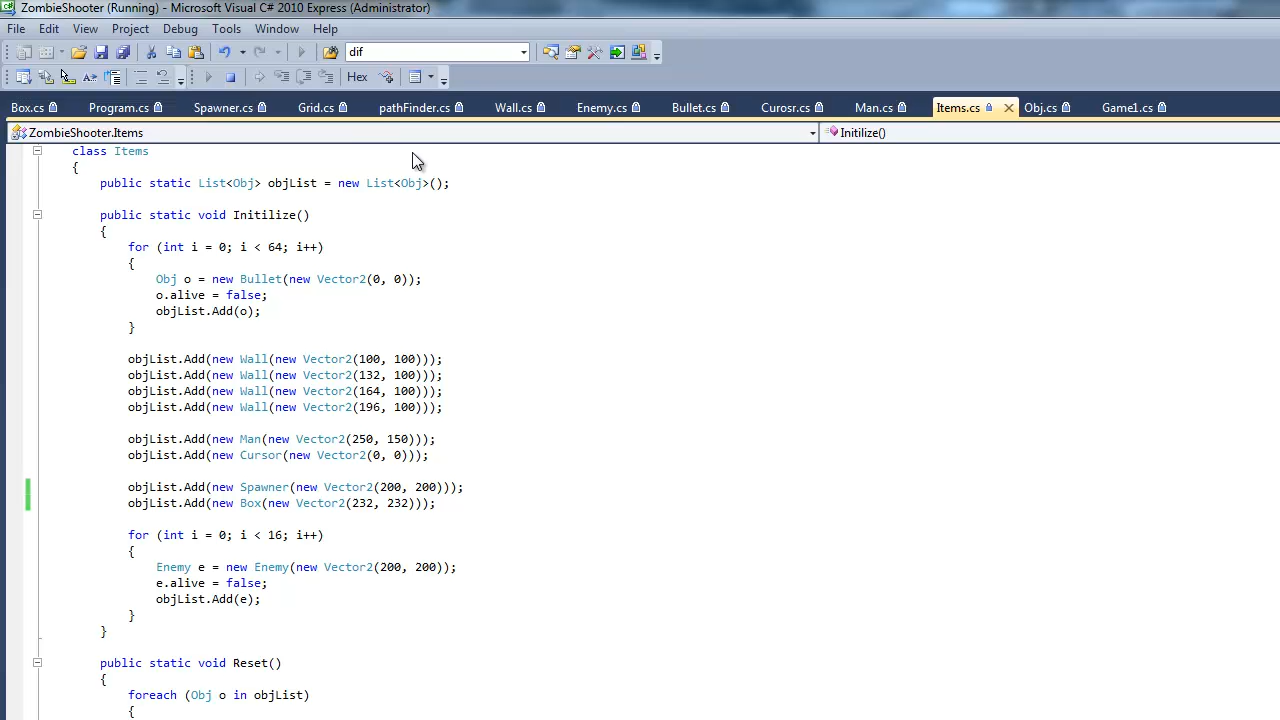 ZombieShooter (Running) - Microsoft Visual C# 2010 Express (Administrator)
File Edit View Project Debug Tools Window Help
dif
Hex
Box.cs Program.cs Spawner.cs Grid.cs pathFinder.cs Wall.cs Enemy.cs Bullet.cs Curosr.cs Man.cs Items.cs Obj.cs Game1.cs
ZombieShooter.Items Initilize()
class Items
{
public static List<Obj> objList = new List<Obj>();
public static void Initilize()
{
for (int i = 0; i < 64; i++)
{
Obj o = new Bullet(new Vector2(0, 0));
o.alive = false;
objList.Add(o);
}
objList.Add(new Wall(new Vector2(100, 100)));
objList.Add(new Wall(new Vector2(132, 100)));
objList.Add(new Wall(new Vector2(164, 100)));
objList.Add(new Wall(new Vector2(196, 100)));
objList.Add(new Man(new Vector2(250, 150)));
objList.Add(new Cursor(new Vector2(0, 0)));
objList.Add(new Spawner(new Vector2(200, 200)));
objList.Add(new Box(new Vector2(232, 232)));
for (int i = 0; i < 16; i++)
{
Enemy e = new Enemy(new Vector2(200, 200));
e.alive = false;
objList.Add(e);
}
}
public static void Reset()
{
foreach (Obj o in objList)
{